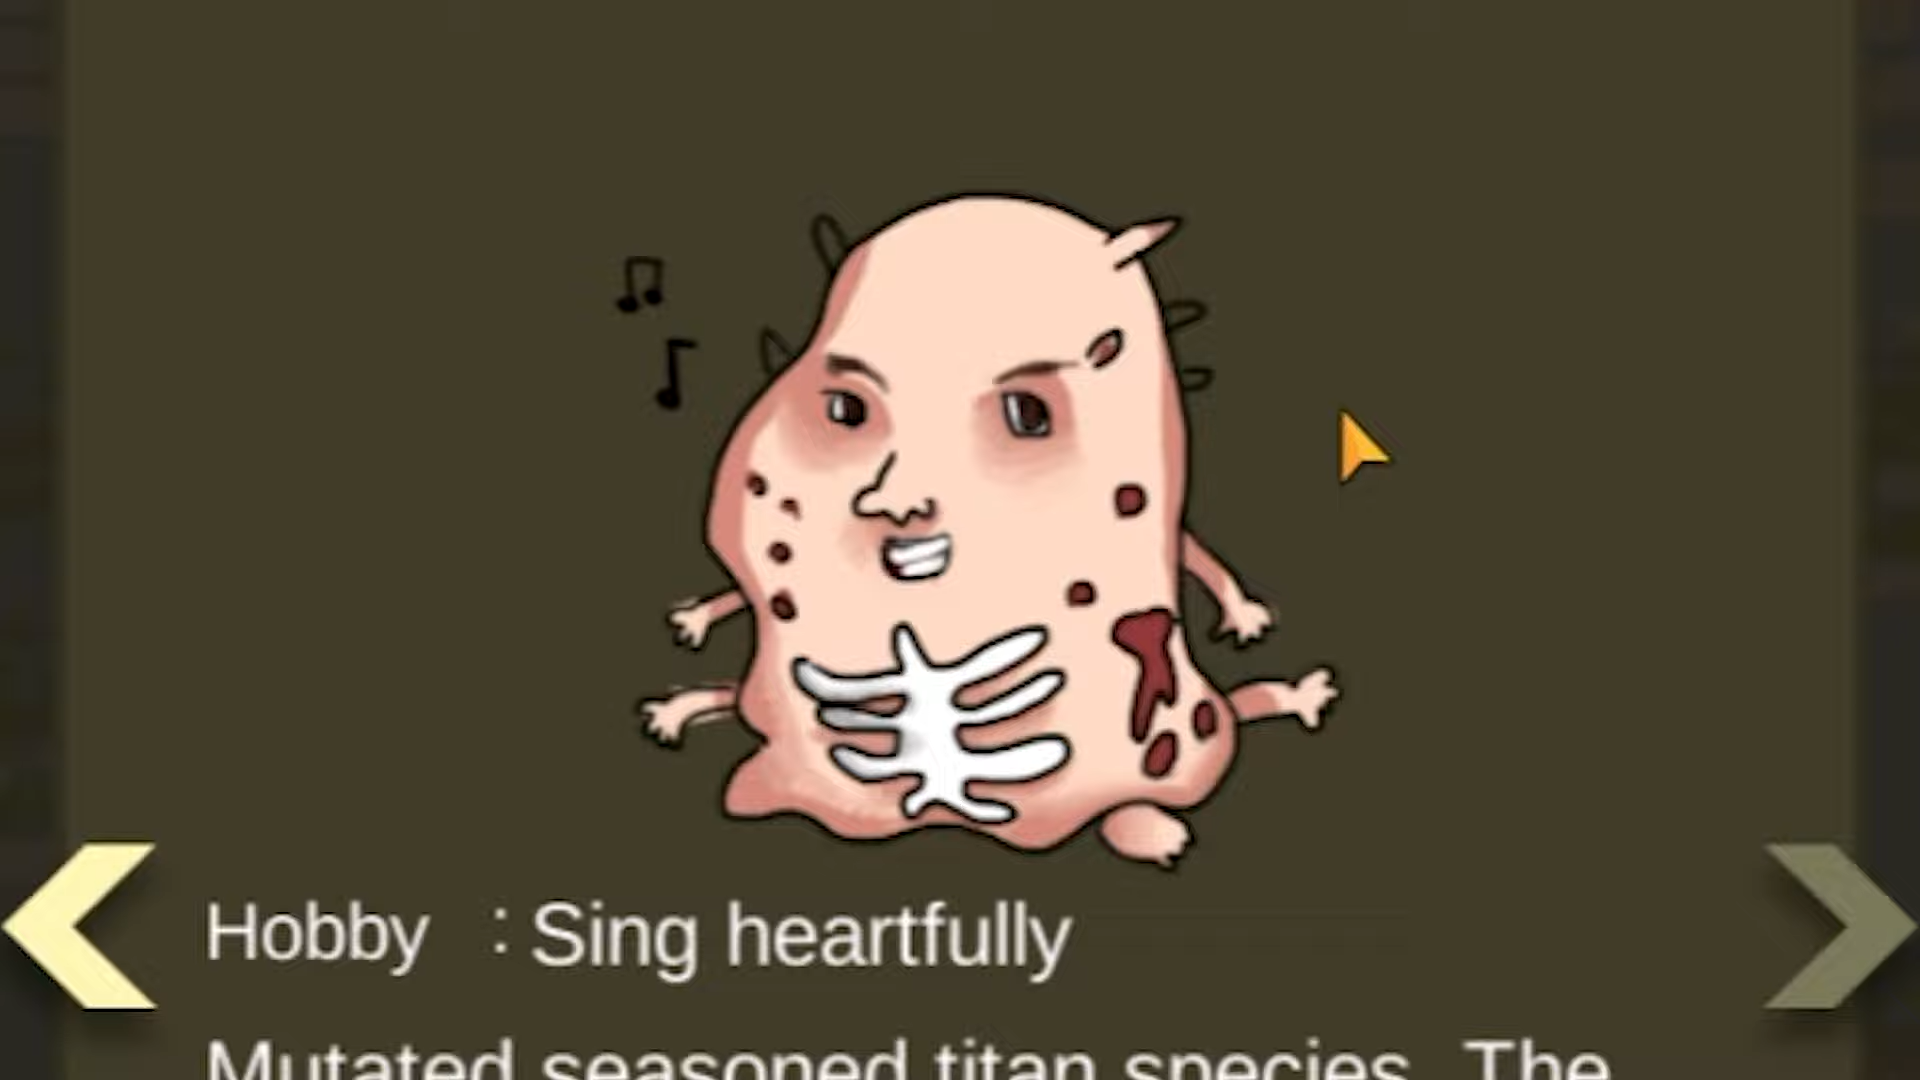 Hobby : Sing heartfully
Mutated seasoned titan species. The